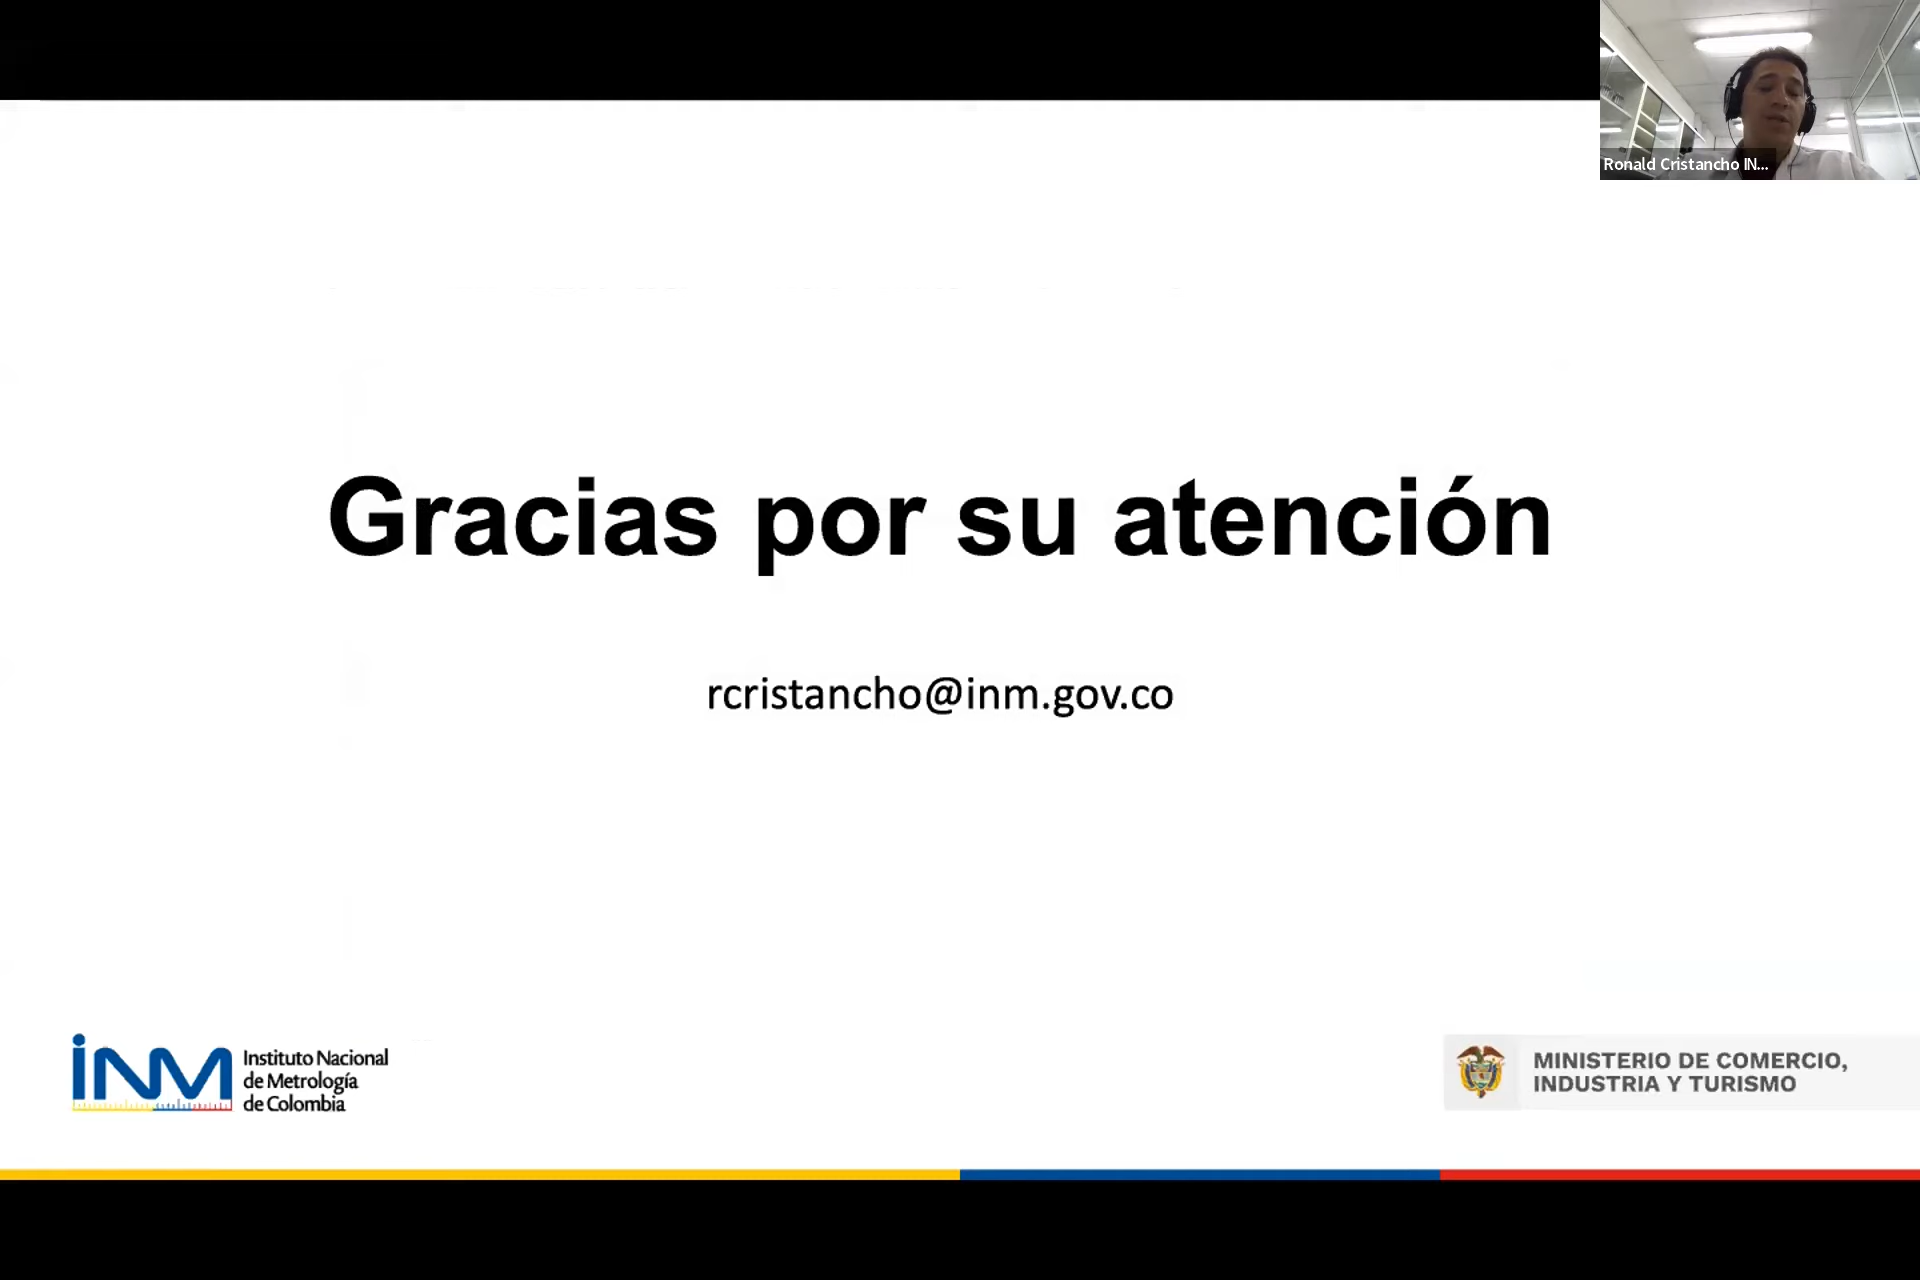 Ronald Cristancho IN...
Gracias por su atención
rcristancho@inm.gov.co
iNM
Instituto Nacional
de Metrología
de Colombia
MINISTERIO DE COMERCIO,
INDUSTRIA Y TURISMO